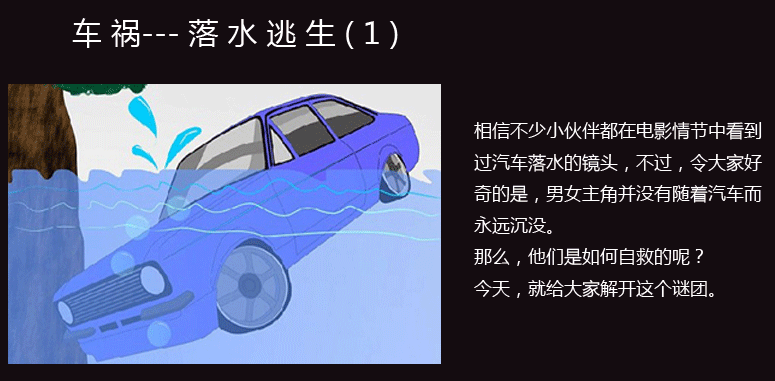 车祸---落水逃生(1)
相信不少小伙伴都在电影情节中看到
过汽车落水的镜头，不过，令大家好
奇的是，男女主角并没有随着汽车而
永远沉没。
那么，他们是如何自救的呢？
今天，就给大家解开这个谜团。